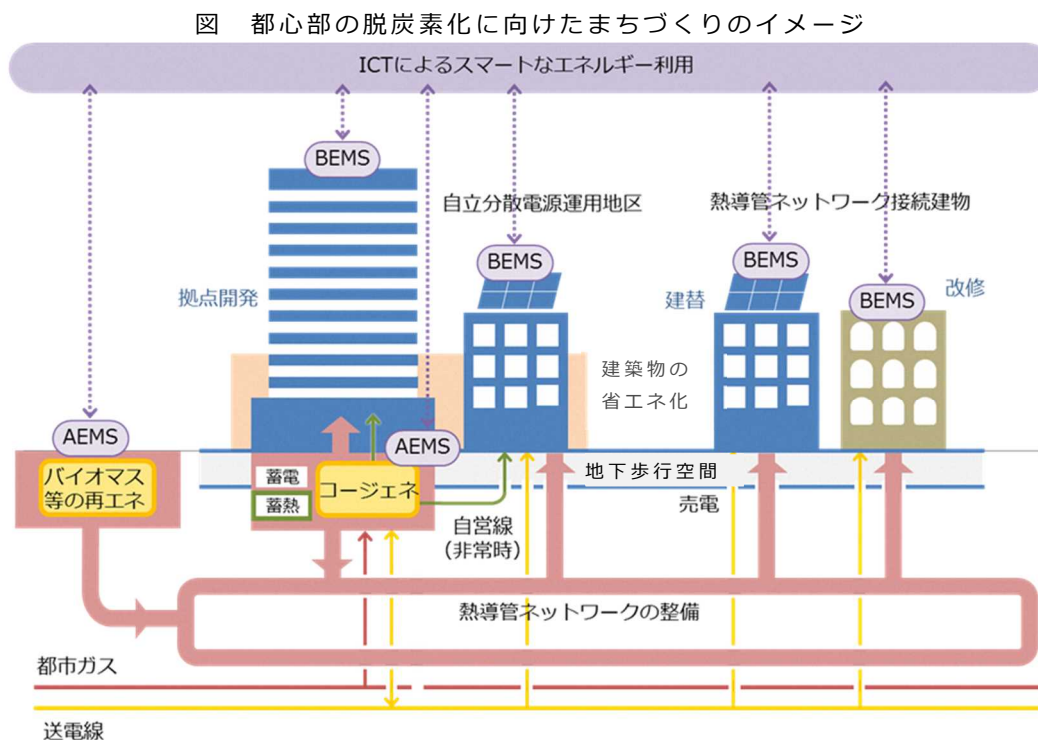 図 都心部の脱炭素化に向けたまちづくりのイメージ
ICTによるスマートなエネルギー利用
BEMS
自立分散電源運用地区
熱導管ネットワーク接続建物
BEMS
BEMS
拠点開発
建替
BEMS
改修
建築物の
省エネ化
AEMS
AEMS
バイオマス
等の再エネ
蓄電
蓄熱
コージェネ
地下歩行空間
自営線
(非常時)
売電
熱導管ネットワークの整備
都市ガス
送電線